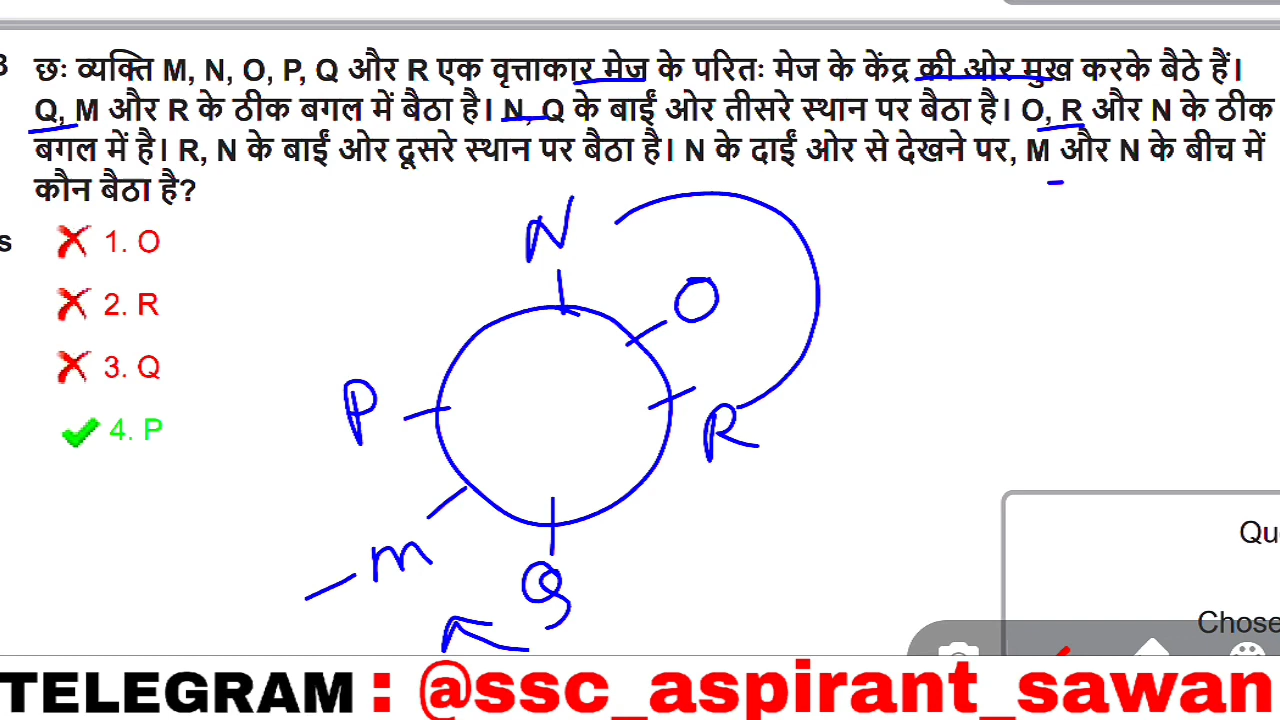 3 छः व्यक्ति M, N, O, P, Q और R एक वृत्ताकार मेज के परितः मेज के केंद्र की ओर मुख करके बैठे हैं।
Q, M और R के ठीक बगल में बैठा है। N, Q के बाईं ओर तीसरे स्थान पर बैठा है। O, R और N के ठीक
बगल में है। R, N के बाईं ओर दूसरे स्थान पर बैठा है। N के दाईं ओर से देखने पर, M और N के बीच में
कौन बैठा है?
s
1. O
2. R
3. Q
4. P
N
O
P
R
m
Q
Qu
Chose
TELEGRAM : @ssc_aspirant_sawan